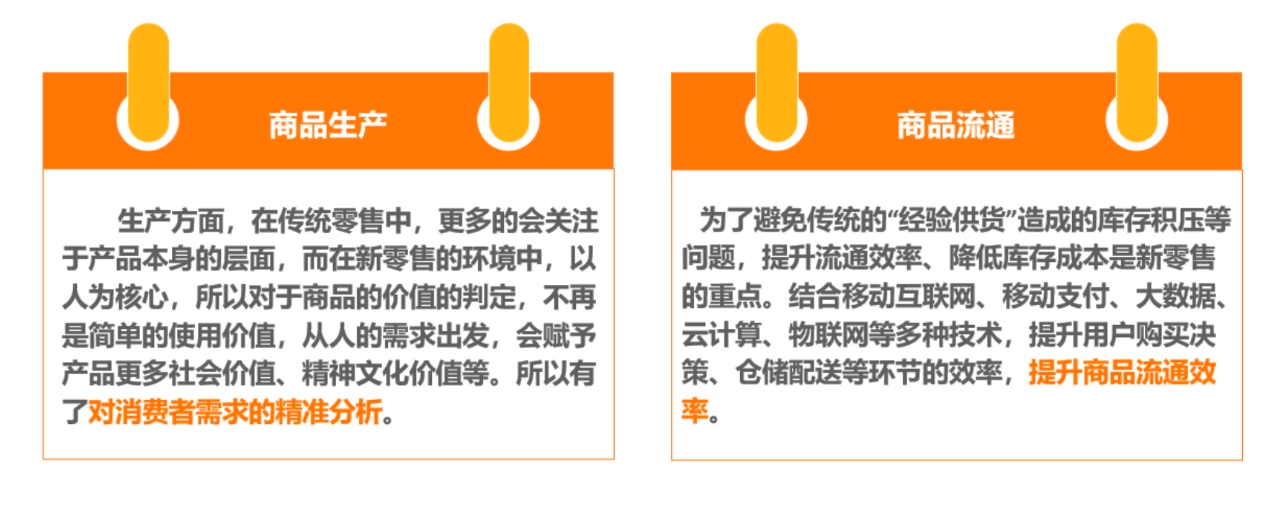 商品生产
生产方面，在传统零售中，更多的会关注
于产品本身的层面，而在新零售的环境中，以
人为核心，所以对于商品的价值的判定，不再
是简单的使用价值，从人的需求出发，会赋予
产品更多社会价值、精神文化价值等。所以有
了对消费者需求的精准分析。
商品流通
为了避免传统的“经验供货”造成的库存积压等
问题，提升流通效率、降低库存成本是新零售
的重点。结合移动互联网、移动支付、大数据、
云计算、物联网等多种技术，提升用户购买决
策、仓储配送等环节的效率，提升商品流通效
率。